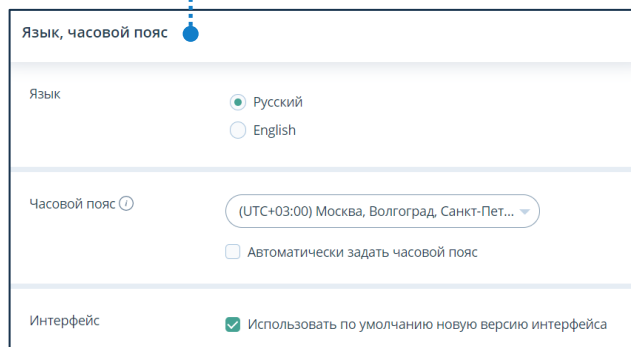 Язык, часовой пояс
Язык
Русский
English
Часовой пояс i
(UTC+03:00) Москва, Волгоград, Санкт-Пет...
Автоматически задать часовой пояс
Интерфейс
Использовать по умолчанию новую версию интерфейса